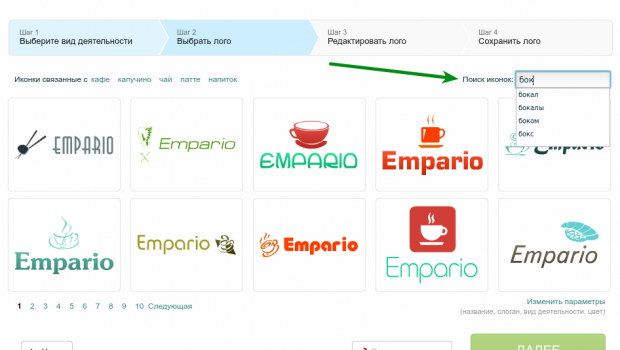 Шаг 1
Выберите вид деятельности
Шаг 2
Выбрать лого
Шаг 3
Редактировать лого
Шаг 4
Сохранить лого
Иконки связанные с кафе капучино чай латте напиток
Поиск иконок: бок
бокал
бокалы
боком
бокс
EMPARIO
Empario
EMPARIO
Empario
Empario
Empario
Empario
Empario
Empario
1 2 3 4 5 6 7 8 9 10 Следующая
Изменить параметры
(название, слоган, вид деятельности, цвет)
ДАЛЕЕ